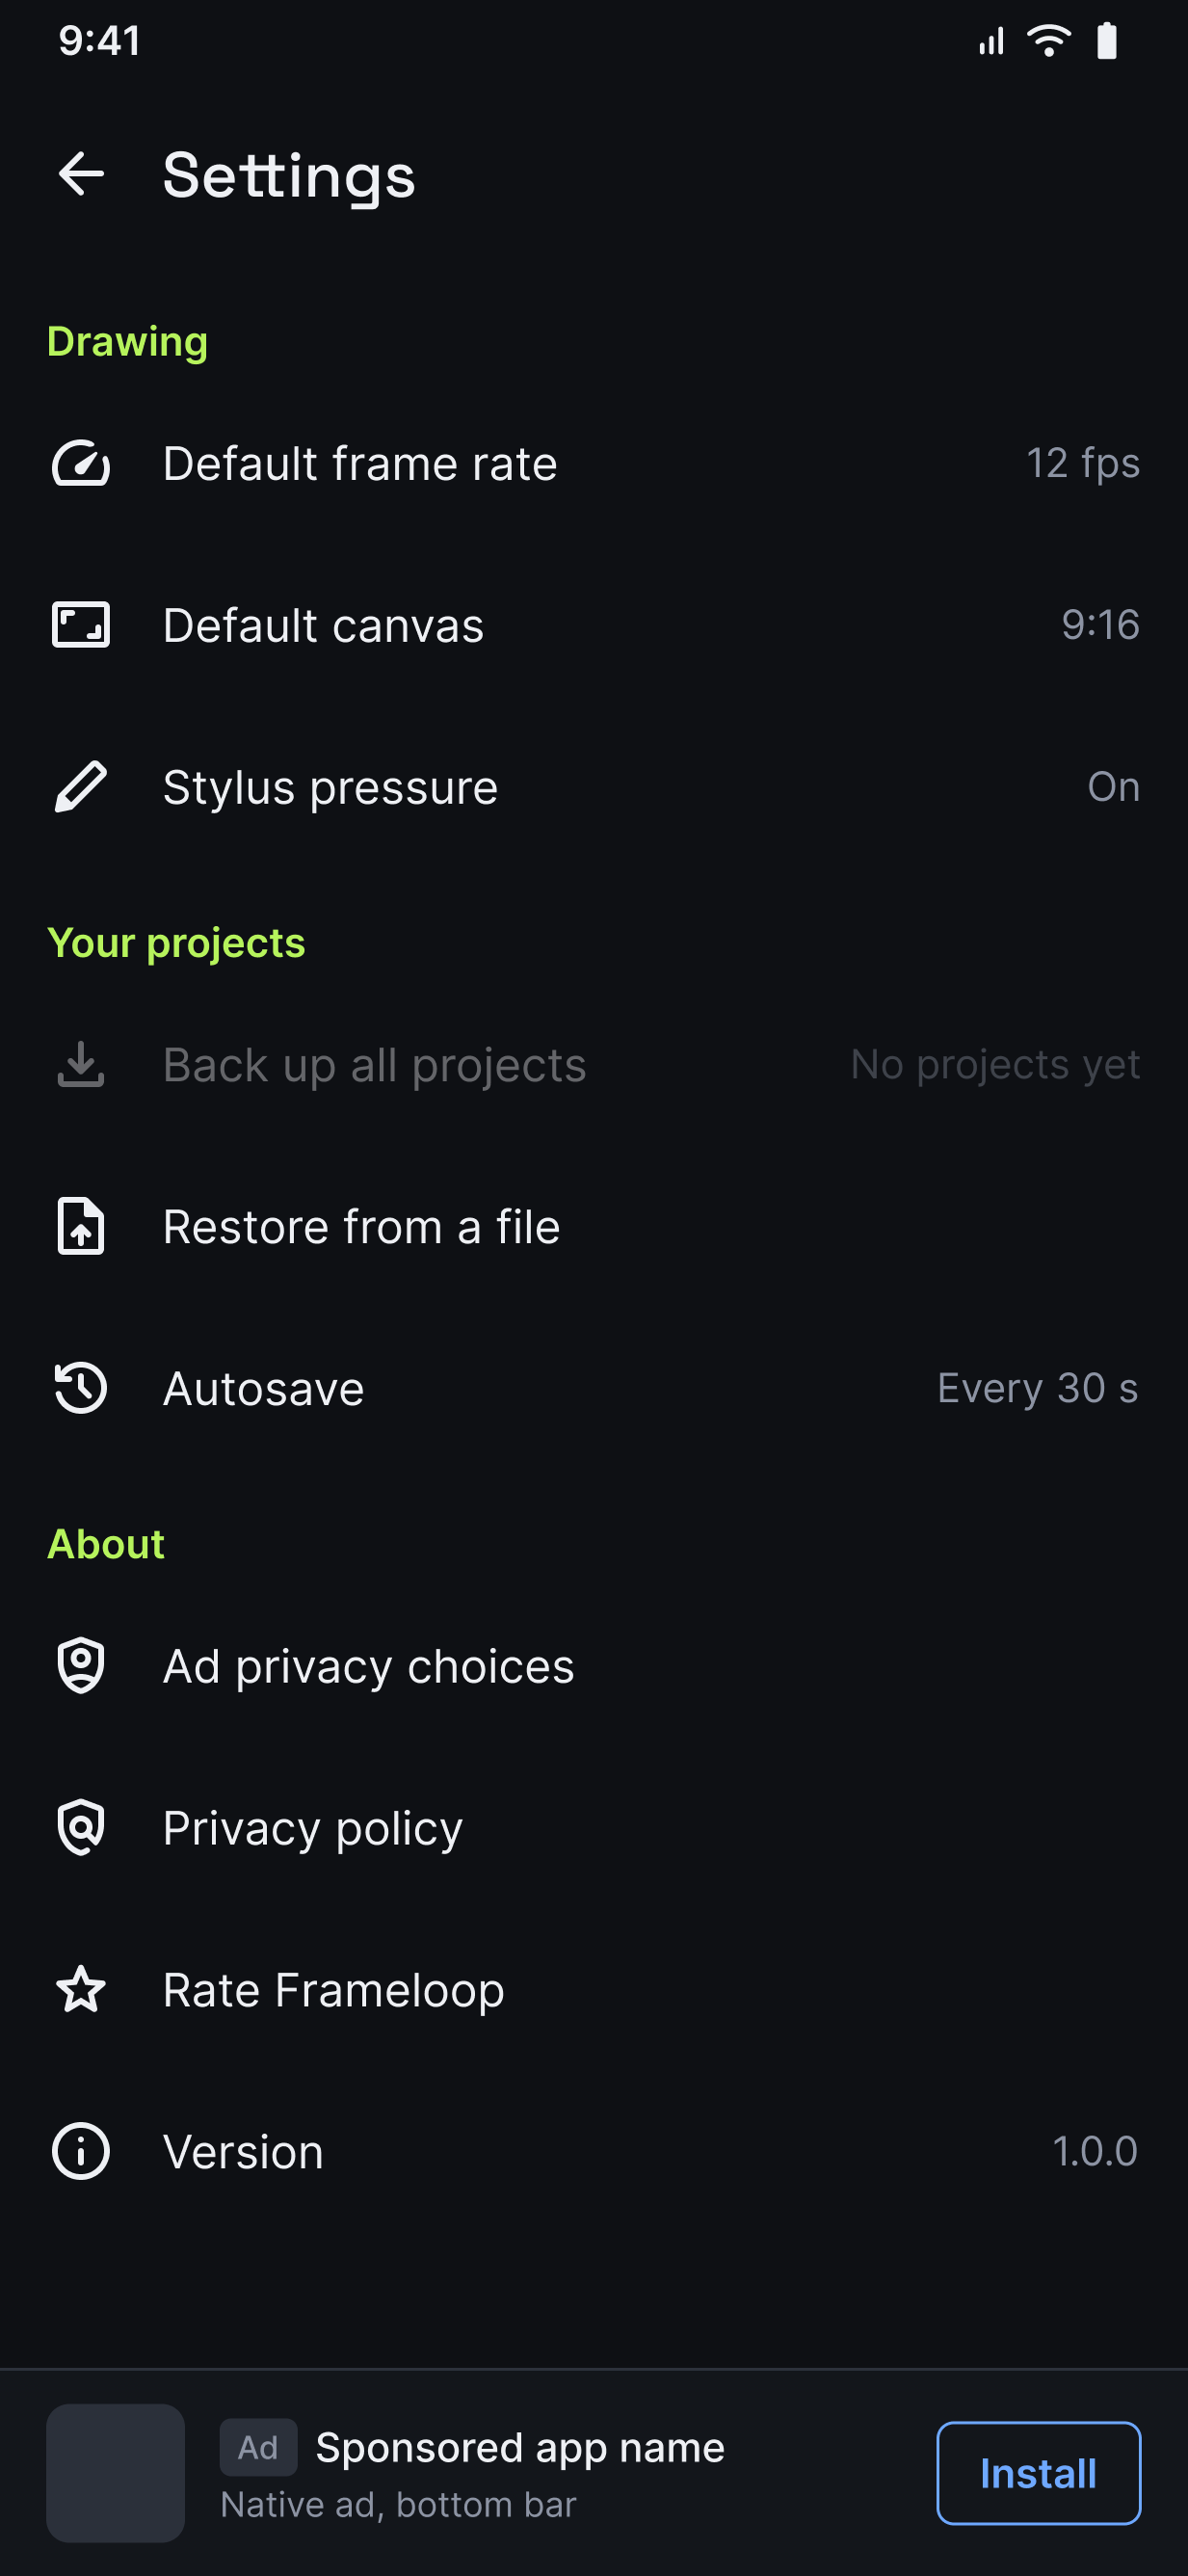 9:41
Settings
Drawing
Default frame rate 12 fps
Default canvas 9:16
Stylus pressure On
Your projects
Back up all projects No projects yet
Restore from a file
Autosave Every 30 s
About
Ad privacy choices
Privacy policy
Rate Frameloop
Version 1.0.0
Ad Sponsored app name
Native ad, bottom bar
Install